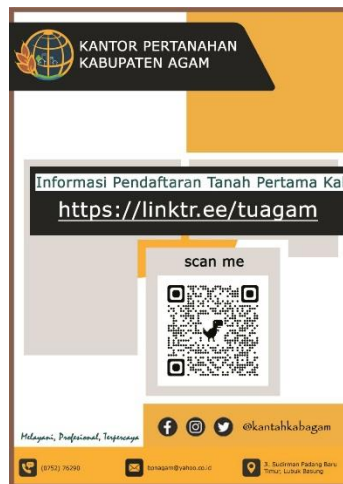 KANTOR PERTANAHAN
KABUPATEN AGAM
Informasi Pendaftaran Tanah Pertama Kal
https://linktr.ee/tuagam
scan me
Melayani, Profesional, Terpercaya
@kantahkabagam
(0752) 76290
@yahoo.co.id
Jl. Sudirman Padang Baru
Timur, Lubuk Basung